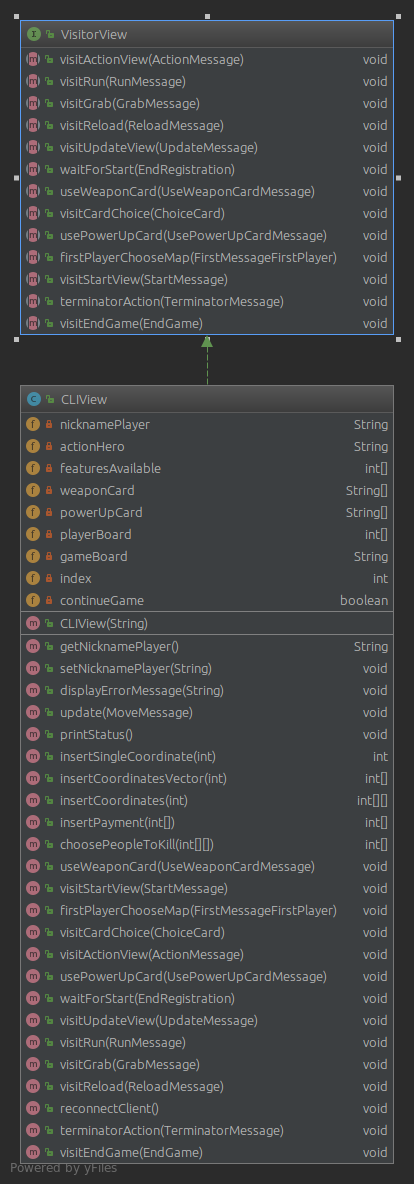 VisitorView
visitActionView(ActionMessage) void
visitRun(RunMessage) void
visitGrab(GrabMessage) void
visitReload(ReloadMessage) void
visitUpdateView(UpdateMessage) void
waitForStart(EndRegistration) void
useWeaponCard(UseWeaponCardMessage) void
visitCardChoice(ChoiceCard) void
usePowerUpCard(UsePowerUpCardMessage) void
firstPlayerChooseMap(FirstMessageFirstPlayer) void
visitStartView(StartMessage) void
terminatorAction(TerminatorMessage) void
visitEndGame(EndGame) void
CLIView
nicknamePlayer String
actionHero String
featuresAvailable int[]
weaponCard String[]
powerUpCard String[]
playerBoard int[]
gameBoard String
index int
continueGame boolean
CLIView(String)
getNicknamePlayer() String
setNicknamePlayer(String) void
displayErrorMessage(String) void
update(MoveMessage) void
printStatus() void
insertSingleCoordinate(int) int
insertCoordinatesVector(int) int[]
insertCoordinates(int) int[][]
insertPayment(int[]) int[]
choosePeopleToKill(int[][]) int[]
useWeaponCard(UseWeaponCardMessage) void
visitStartView(StartMessage) void
firstPlayerChooseMap(FirstMessageFirstPlayer) void
visitCardChoice(ChoiceCard) void
visitActionView(ActionMessage) void
usePowerUpCard(UsePowerUpCardMessage) void
waitForStart(EndRegistration) void
visitUpdateView(UpdateMessage) void
visitRun(RunMessage) void
visitGrab(GrabMessage) void
visitReload(ReloadMessage) void
reconnectClient() void
terminatorAction(TerminatorMessage) void
visitEndGame(EndGame) void
Powered by yFiles